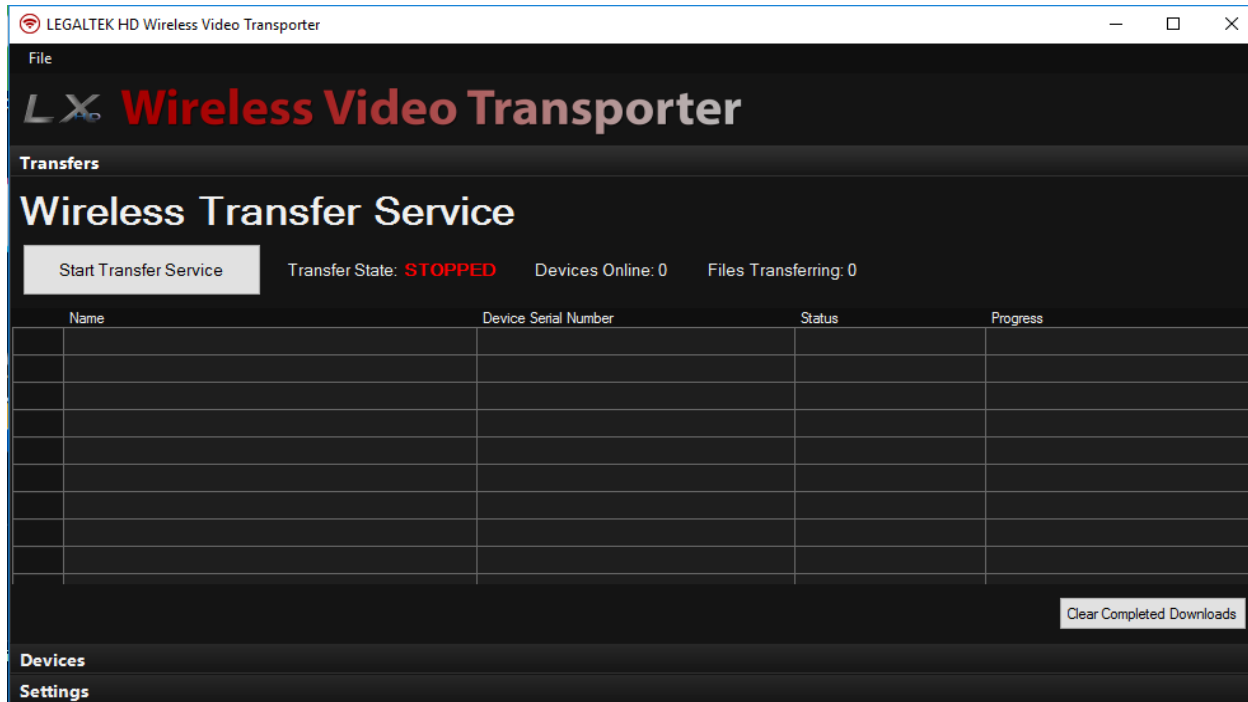 LEGALTEK HD Wireless Video Transporter
File
LX Wireless Video Transporter
Transfers
Wireless Transfer Service
Start Transfer Service Transfer State: STOPPED Devices Online: 0 Files Transferring: 0
Name Device Serial Number Status Progress
Clear Completed Downloads
Devices
Settings